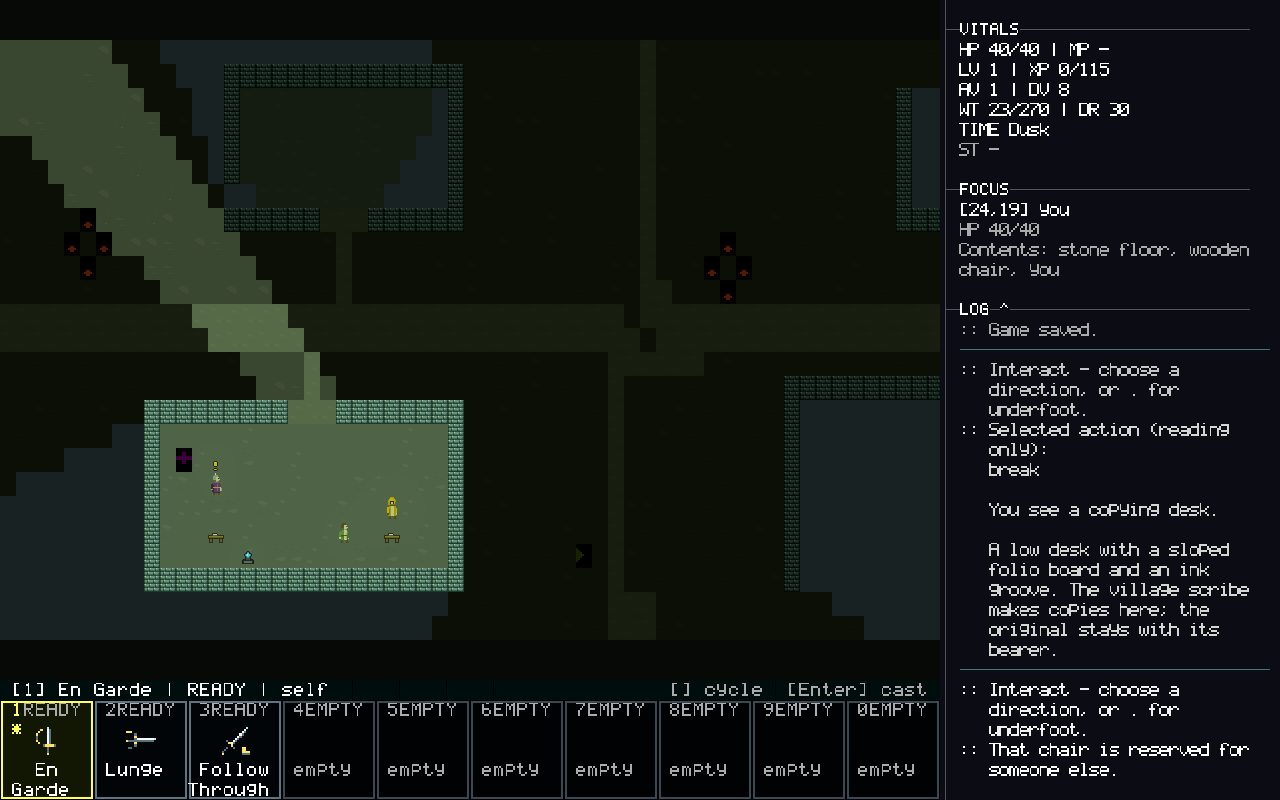 VITALS
HP 40/40 | MP -
LV 1 | XP 0/115
AV 1 | DV 8
WT 23/270 | DR 30
TIME Dusk
ST -
FOCUS
[24,19] You
HP 40/40
Contents: stone floor, wooden
chair, you
LOG ^
:: Game saved.
:: Interact - choose a
direction, or . for
underfoot.
:: Selected action (reading
only):
break
You see a copying desk.
A low desk with a sloped
folio board and an ink
groove. The village scribe
makes copies here; the
original stays with its
bearer.
:: Interact - choose a
direction, or . for
underfoot.
:: That chair is reserved for
someone else.
[1] En Garde | READY | self
[] cycle [Enter] cast
1READY
*
En
Garde
2READY
Lunge
3READY
Follow
Through
4EMPTY
empty
5EMPTY
empty
6EMPTY
empty
7EMPTY
empty
8EMPTY
empty
9EMPTY
empty
0EMPTY
empty